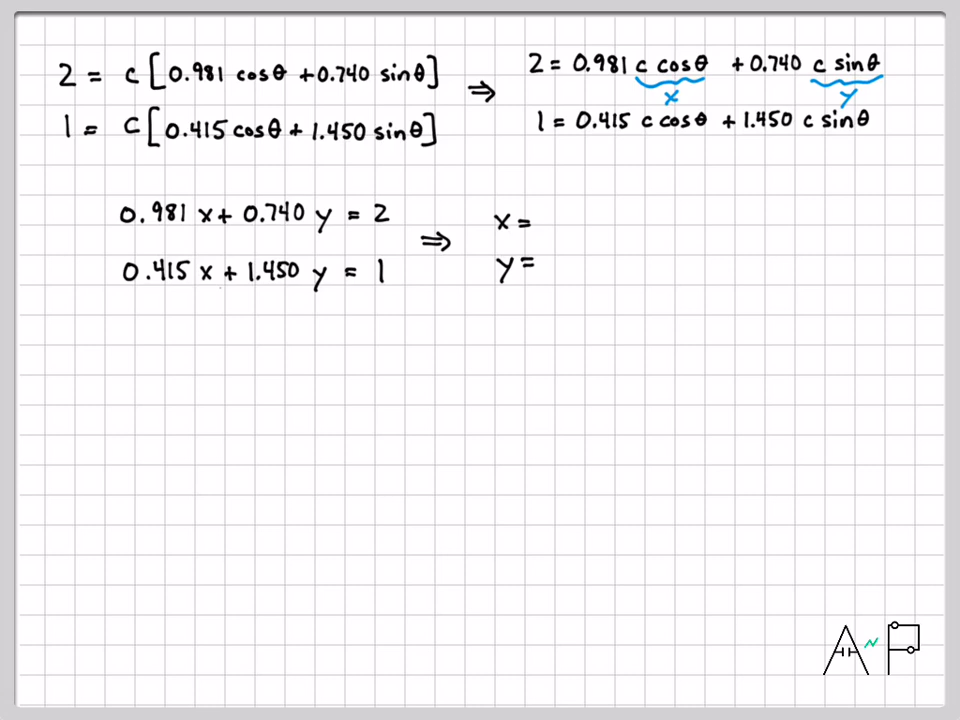 2 = c [0.981 cosθ + 0.740 sinθ] ⇒ 2 = 0.981 c cosθ + 0.740 c sinθ
x y
1 = c [0.415 cosθ + 1.450 sinθ] 1 = 0.415 c cosθ + 1.450 c sinθ
0.981 x + 0.740 y = 2 ⇒ x =
0.415 x + 1.450 y = 1 y =
A~P